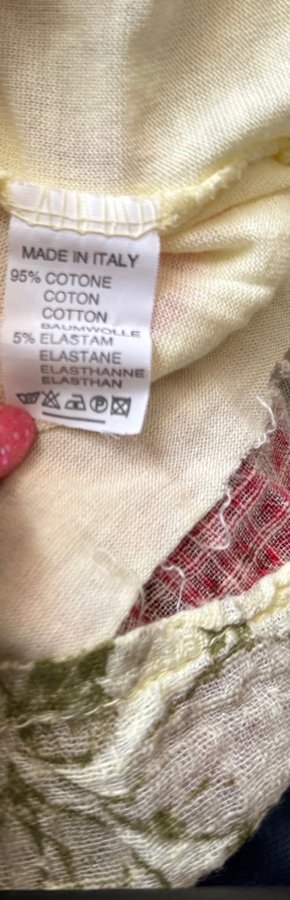 MADE IN ITALY
95% COTONE
COTON
COTTON
BAUMWOLLE
5% ELASTAM
ELASTANE
ELASTHANNE
ELASTHAN